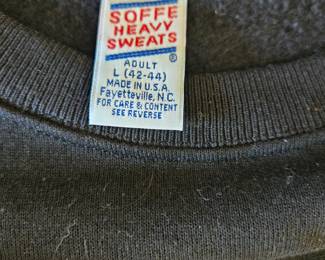 SOFFE
HEAVY
SWEATS
®
ADULT
L (42-44)
MADE IN U.S.A.
Fayetteville, N.C.
FOR CARE & CONTENT
SEE REVERSE